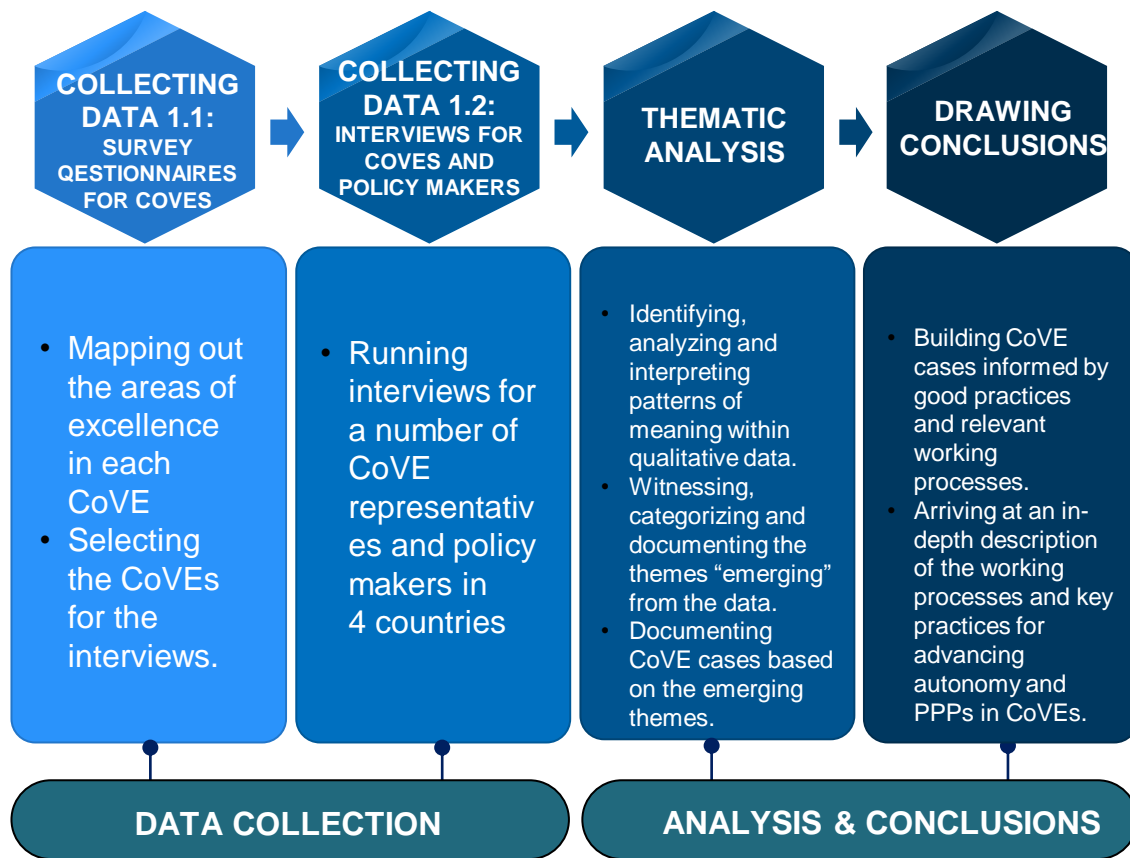 COLLECTING
DATA 1.1:
SURVEY
QESTIONNAIRES
FOR COVES
COLLECTING
DATA 1.2:
INTERVIEWS FOR
COVES AND
POLICY MAKERS
THEMATIC
ANALYSIS
DRAWING
CONCLUSIONS
• Mapping out
the areas of
excellence
in each
CoVE
• Selecting
the CoVEs
for the
interviews.
• Running
interviews for
a number of
CoVE
representativ
es and policy
makers in
4 countries
• Identifying,
analyzing and
interpreting
patterns of
meaning within
qualitative data.
• Witnessing,
categorizing and
documenting the
themes “emerging”
from the data.
• Documenting
CoVE cases based
on the emerging
themes.
• Building CoVE
cases informed by
good practices
and relevant
working
processes.
• Arriving at an in-
depth description
of the working
processes and key
practices for
advancing
autonomy and
PPPs in CoVEs.
DATA COLLECTION
ANALYSIS & CONCLUSIONS